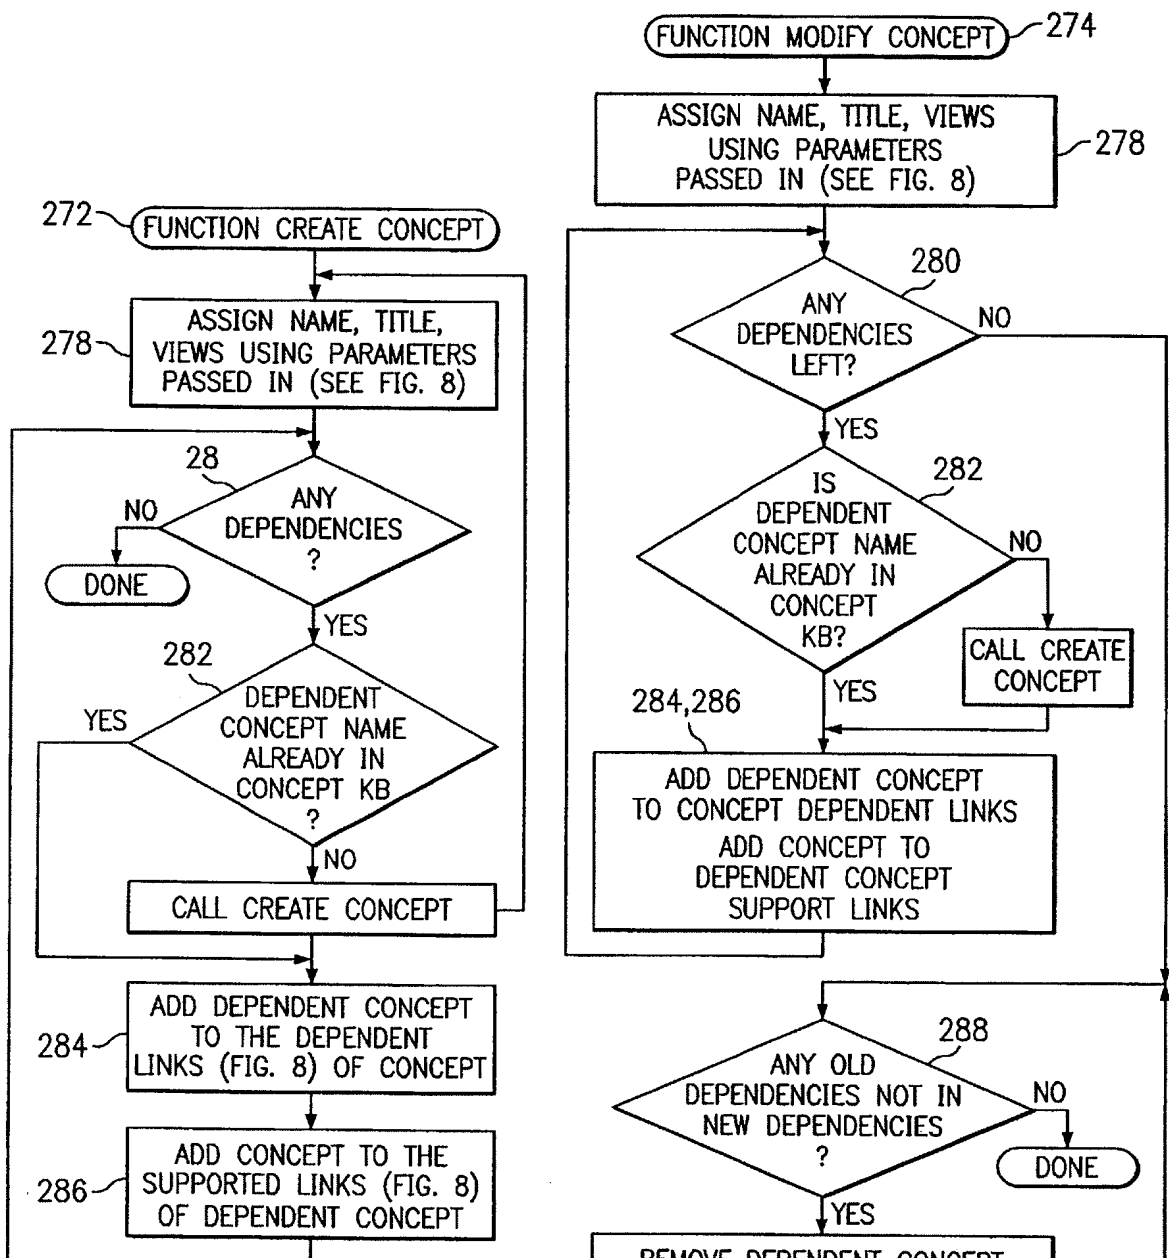 FUNCTION CREATE CONCEPT
272
ASSIGN NAME, TITLE,
VIEWS USING PARAMETERS
PASSED IN (SEE FIG. 8)
278
28
ANY
DEPENDENCIES
?
NO
DONE
YES
282
DEPENDENT
CONCEPT NAME
ALREADY IN
CONCEPT KB
?
YES
NO
CALL CREATE CONCEPT
ADD DEPENDENT CONCEPT
TO THE DEPENDENT
LINKS (FIG. 8) OF CONCEPT
284
ADD CONCEPT TO THE
SUPPORTED LINKS (FIG. 8)
OF DEPENDENT CONCEPT
286
FUNCTION MODIFY CONCEPT
274
ASSIGN NAME, TITLE, VIEWS
USING PARAMETERS
PASSED IN (SEE FIG. 8)
278
280
ANY
DEPENDENCIES
LEFT?
NO
YES
282
IS
DEPENDENT
CONCEPT NAME
ALREADY IN
CONCEPT
KB?
NO
CALL CREATE
CONCEPT
YES
284,286
ADD DEPENDENT CONCEPT
TO CONCEPT DEPENDENT LINKS
ADD CONCEPT TO
DEPENDENT CONCEPT
SUPPORT LINKS
288
ANY OLD
DEPENDENCIES NOT IN
NEW DEPENDENCIES
?
NO
DONE
YES
REMOVE DEPENDENT CONCEPT